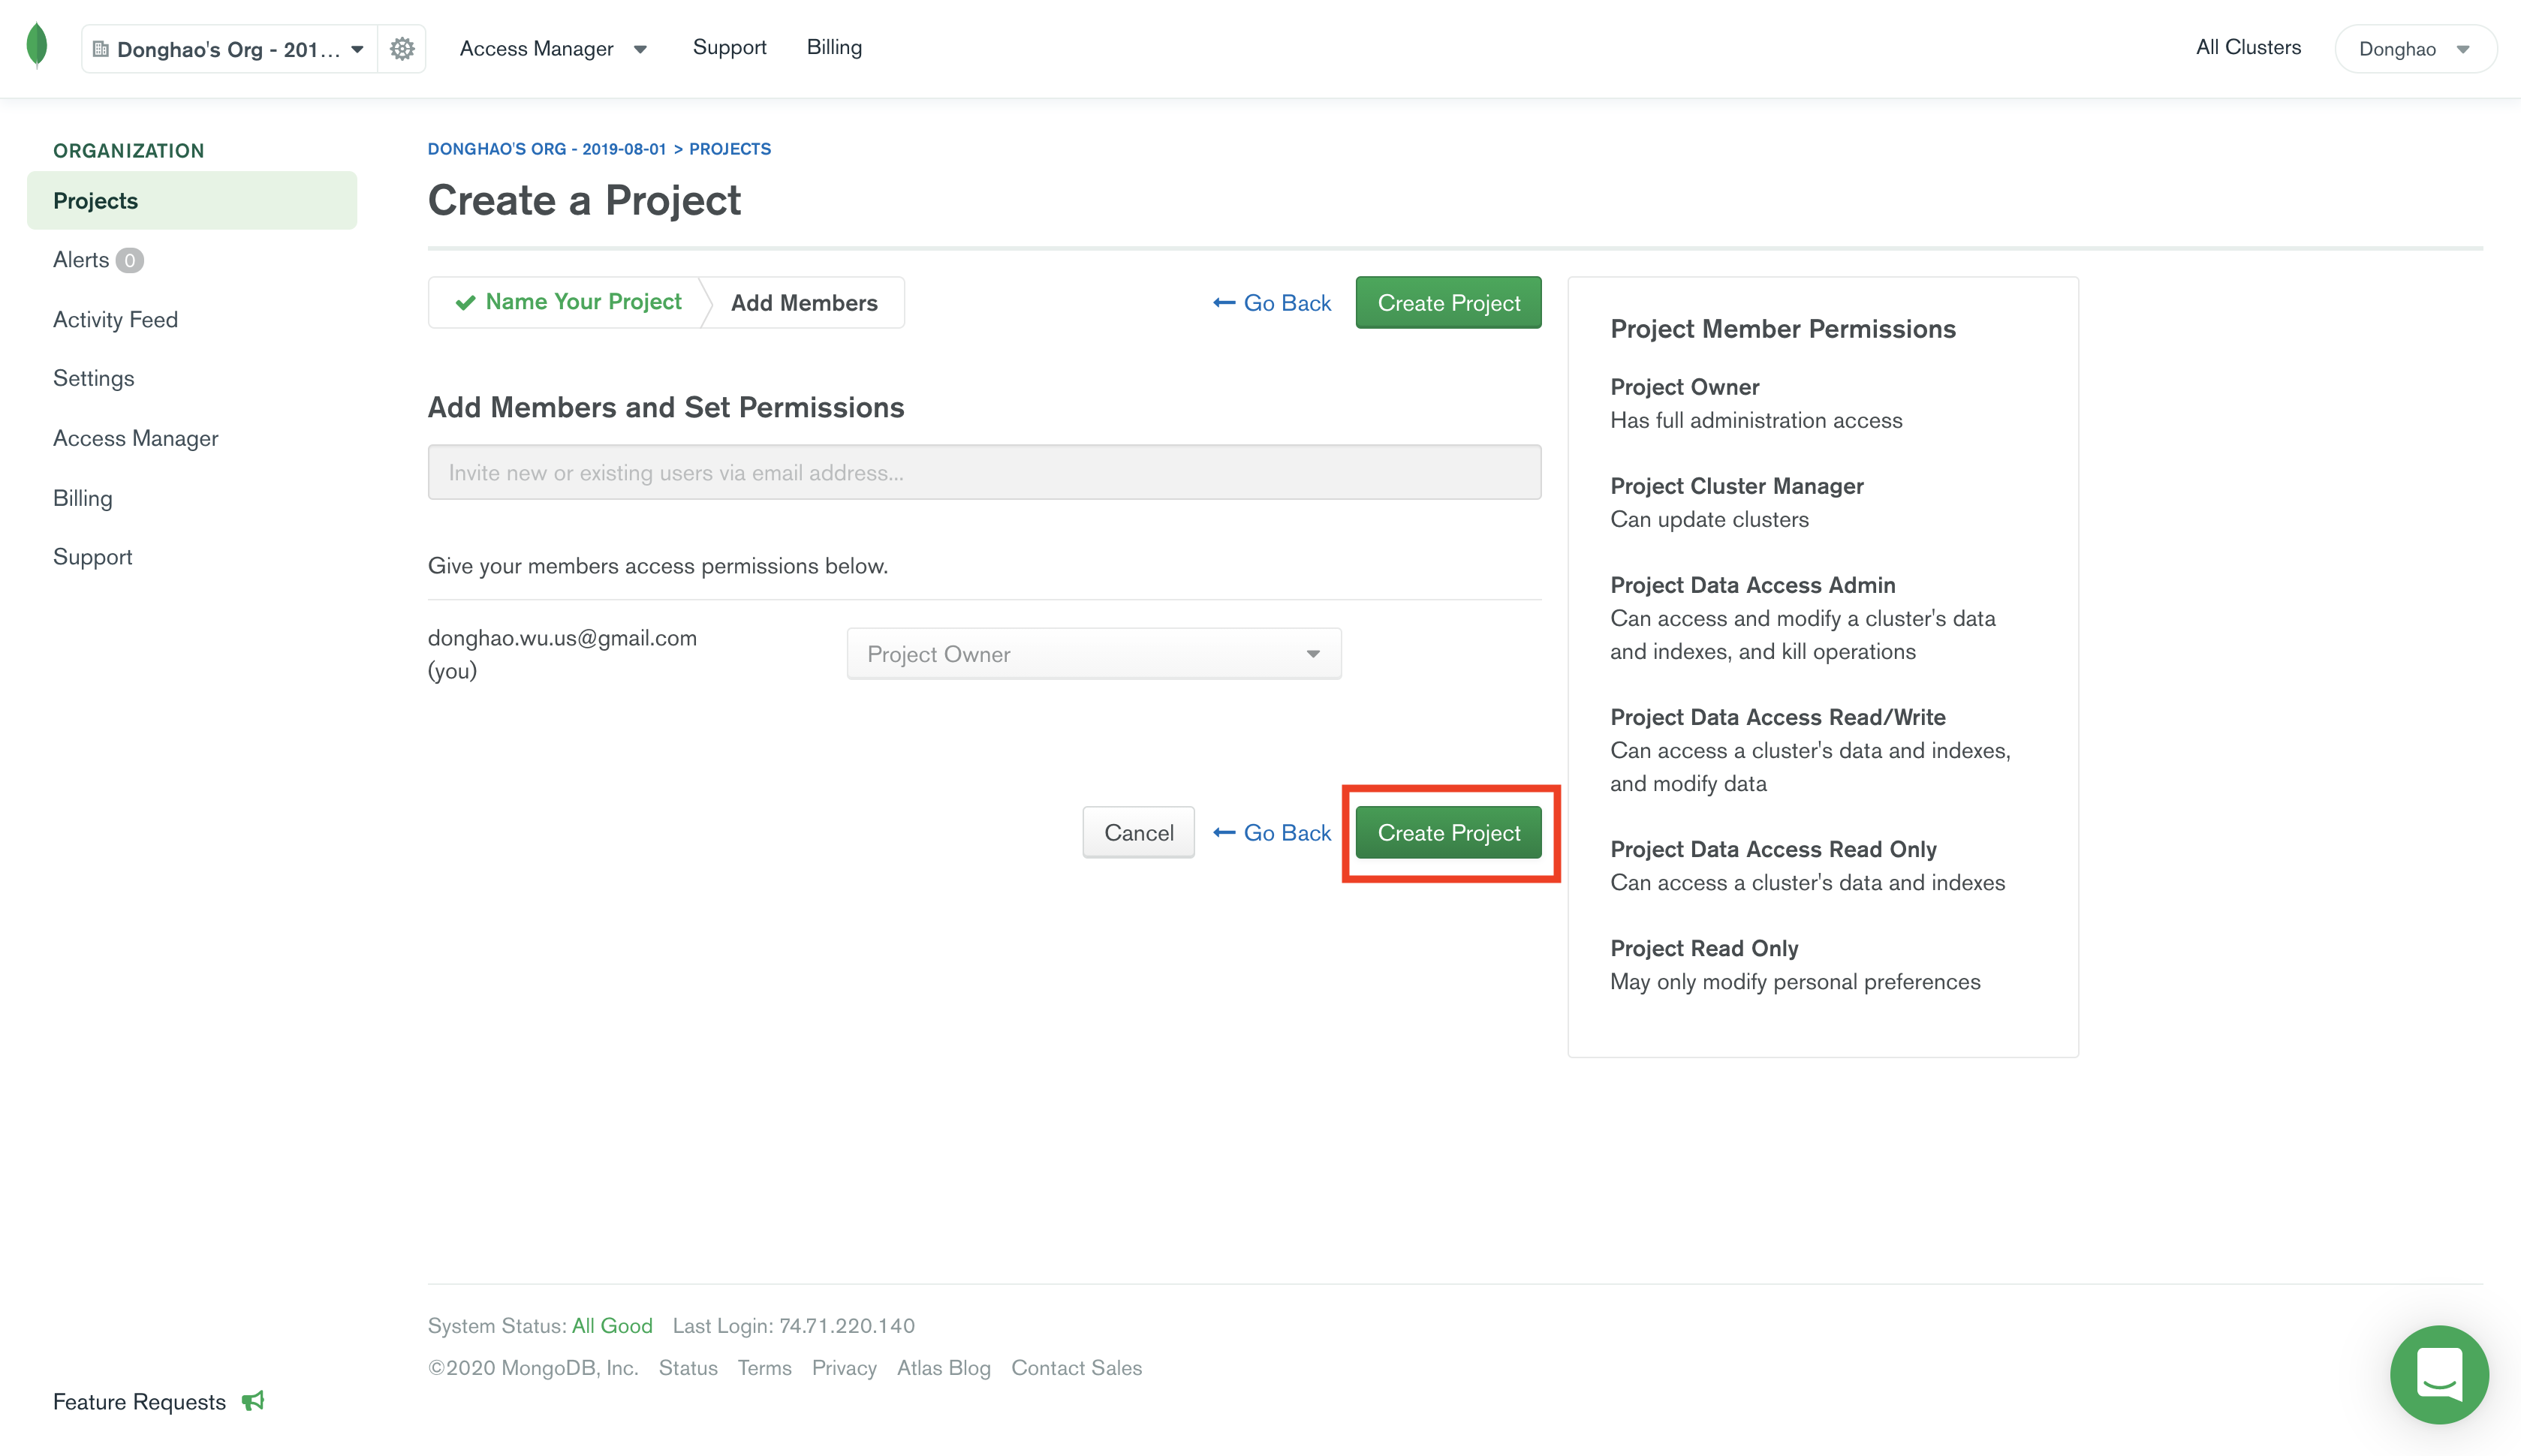 Donghao's Org - 201...
Access Manager
Support
Billing
All Clusters
Donghao
ORGANIZATION
Projects
Alerts 0
Activity Feed
Settings
Access Manager
Billing
Support
Feature Requests
DONGHAO'S ORG - 2019-08-01 > PROJECTS
Create a Project
Name Your Project
Add Members
Go Back
Create Project
Add Members and Set Permissions
Invite new or existing users via email address...
Give your members access permissions below.
donghao.wu.us@gmail.com
(you)
Project Owner
Cancel
Go Back
Create Project
Project Member Permissions
Project Owner
Has full administration access
Project Cluster Manager
Can update clusters
Project Data Access Admin
Can access and modify a cluster's data
and indexes, and kill operations
Project Data Access Read/Write
Can access a cluster's data and indexes,
and modify data
Project Data Access Read Only
Can access a cluster's data and indexes
Project Read Only
May only modify personal preferences
System Status: All Good Last Login: 74.71.220.140
©2020 MongoDB, Inc. Status Terms Privacy Atlas Blog Contact Sales